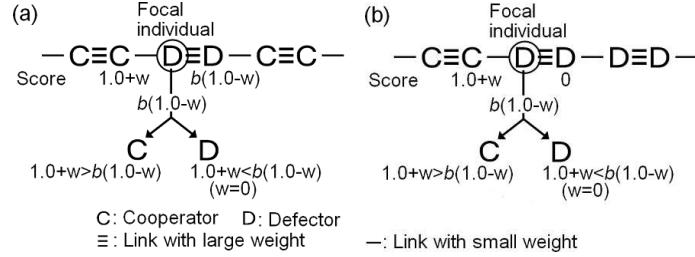 (a)
Focal
individual
— C≡C — D≡D — C≡C —
Score 1.0+w b(1.0-w)
b(1.0-w)
C D
1.0+w>b(1.0-w) 1.0+w<b(1.0-w)
(w=0)
(b)
Focal
individual
— C≡C — D≡D — D≡D —
Score 1.0+w 0
b(1.0-w)
C D
1.0+w>b(1.0-w) 1.0+w<b(1.0-w)
(w=0)
C: Cooperator D: Defector
≡: Link with large weight —: Link with small weight